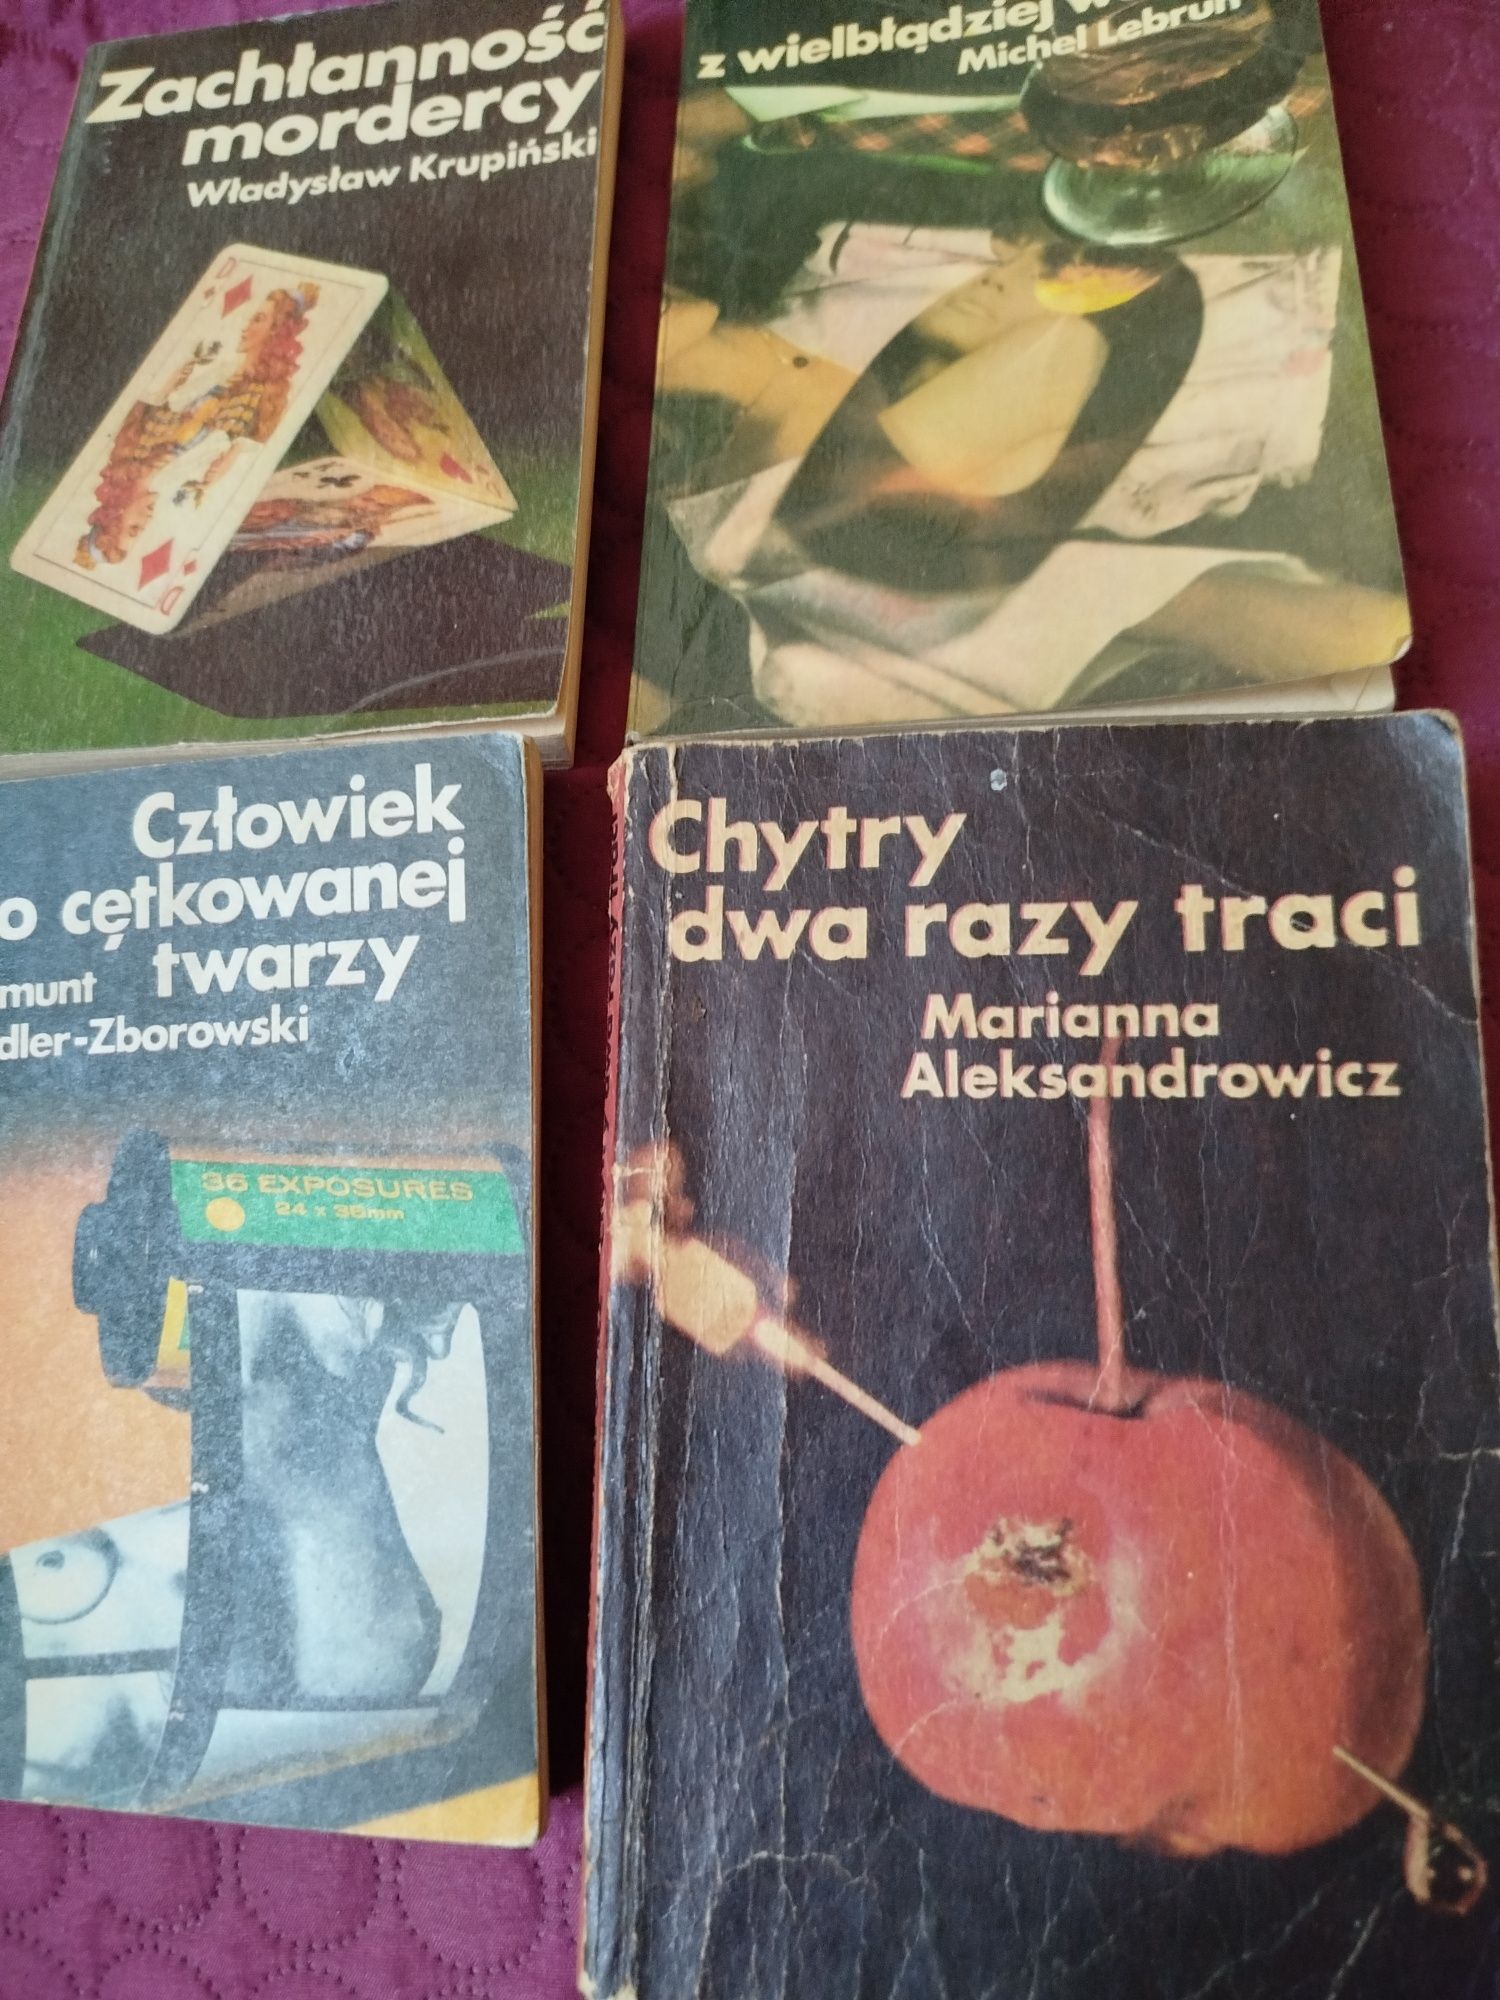 Zachłanność
mordercy
Władysław Krupiński
z wielbłądziej
Michel Lebrun
Człowiek
o cętkowanej
twarzy
munt
dler-Zborowski
36 EXPOSURES
24 x 36mm
Chytry
dwa razy traci
Marianna
Aleksandrowicz
D
D